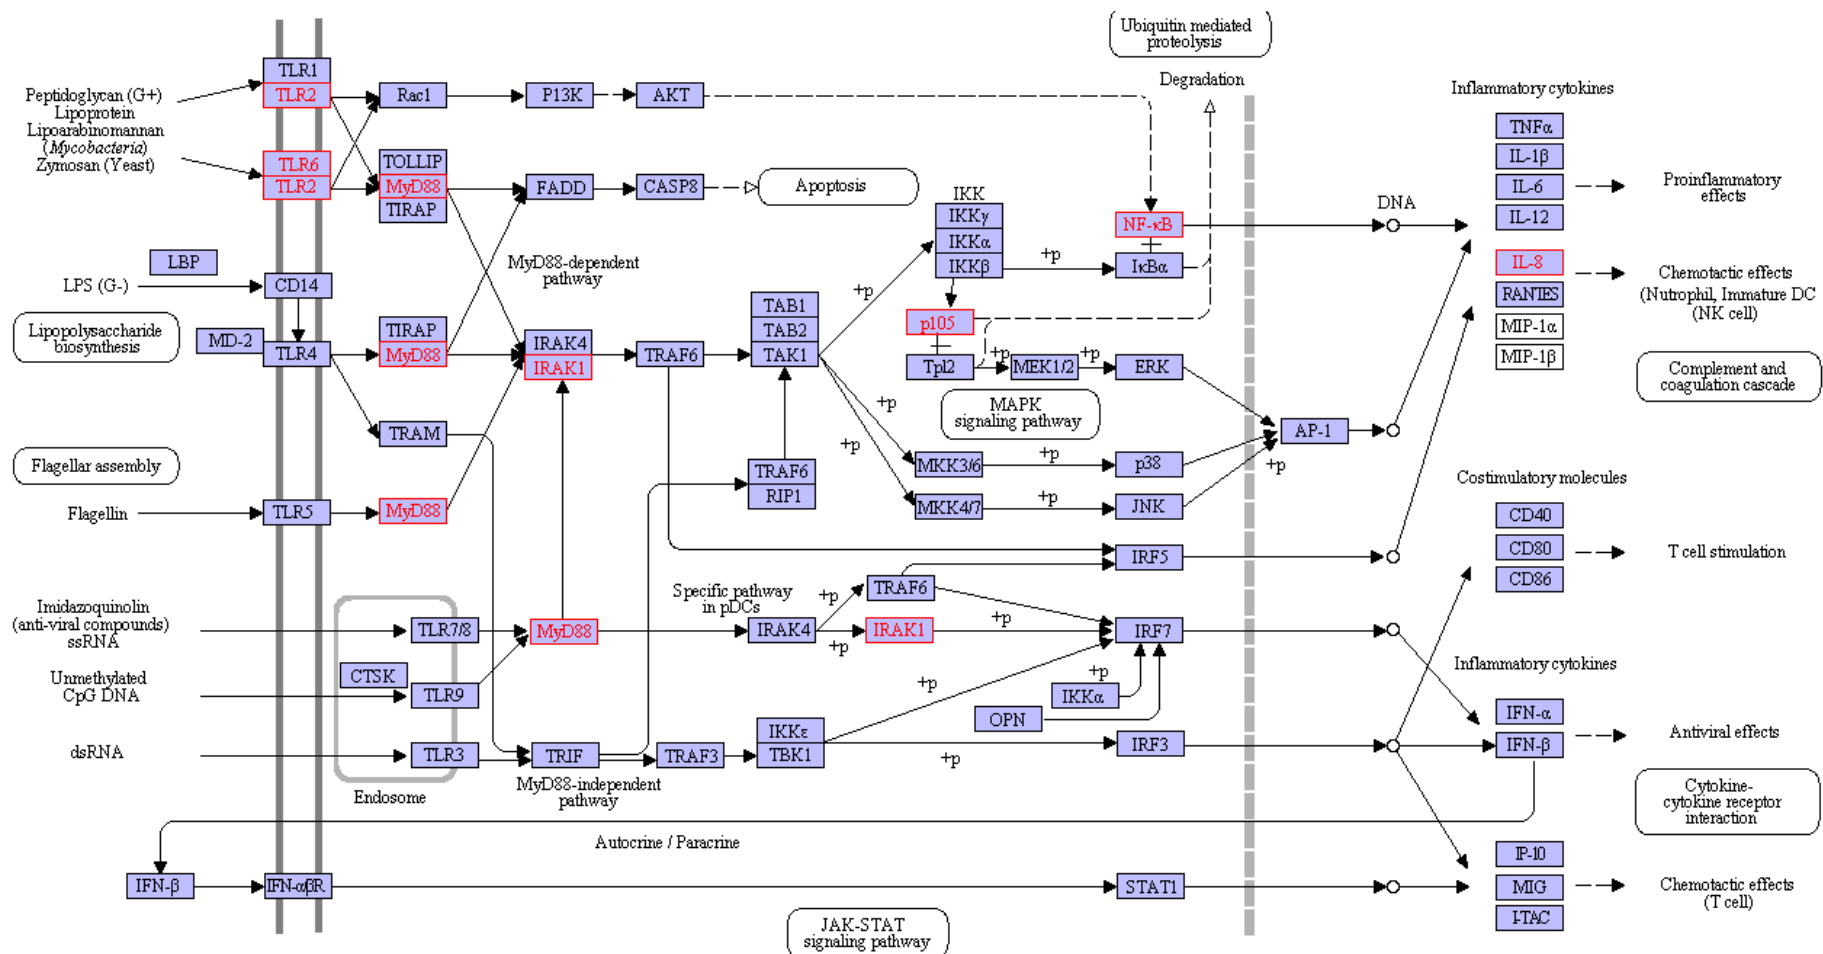 Ubiquitin mediated
proteolysis
Degradation
Inflammatory cytokines
TLR1
TLR2
Rac1
P13K
AKT
Peptidoglycan (G+)
Lipoprotein
Lipoarabinomannan
(Mycobacteria)
Zymosan (Yeast)
TNFα
IL-1β
IL-6
IL-12
Proinflammatory
effects
TLR6
TLR2
TOLLIP
MyD88
TIRAP
FADD
CASP8
Apoptosis
IKK
IKKγ
IKKα
IKKβ
NF-κB
DNA
+p
IκBα
LBP
LPS (G-)
CD14
MyD88-dependent
pathway
IL-8
RANTES
MIP-1α
MIP-1β
Chemotactic effects
(Nutrophil, Immature DC
(NK cell)
+p
TAB1
TAB2
TAK1
p105
Tpl2
+p
MEK1/2
+p
ERK
Lipopolysaccharide
biosynthesis
MD-2
TLR4
TIRAP
MyD88
IRAK4
IRAK1
TRAF6
Complement and
coagulation cascade
MAPK
signaling pathway
+p
+p
TRAM
AP-1
Flagellar assembly
TRAF6
RIP1
MKK3/6
+p
p38
+p
MKK4/7
+p
JNK
Costimulatory molecules
Flagellin
TLR5
MyD88
CD40
CD80
CD86
T cell stimulation
IRF5
Specific pathway
in pDCs
+p
TRAF6
Imidazoquinolin
(anti-viral compounds)
ssRNA
TLR7/8
MyD88
IRAK4
+p
IRAK1
+p
IRF7
Unmethylated
CpG DNA
CTSK
TLR9
+p
+p
IKKα
OPN
Inflammatory cytokines
IFN-α
IFN-β
Antiviral effects
dsRNA
TLR3
TRIF
TRAF3
IKKε
TBK1
+p
IRF3
MyD88-independent
pathway
Endosome
Cytokine-
cytokine receptor
interaction
Autocrine / Paracrine
IFN-β
IFN-αβR
STAT1
IP-10
MIG
I-TAC
Chemotactic effects
(T cell)
JAK-STAT
signaling pathway